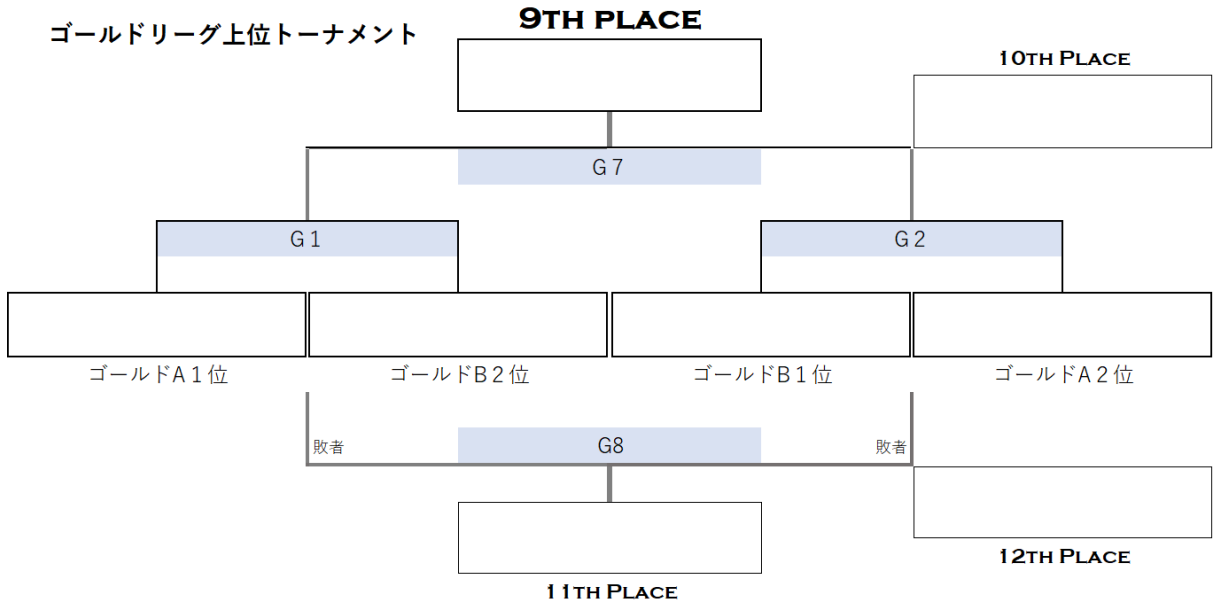 ゴールドリーグ上位トーナメント
9TH PLACE
10TH PLACE
G７
G１
G２
ゴールドA１位
ゴールドB２位
ゴールドB１位
ゴールドA２位
敗者
G8
敗者
11TH PLACE
12TH PLACE